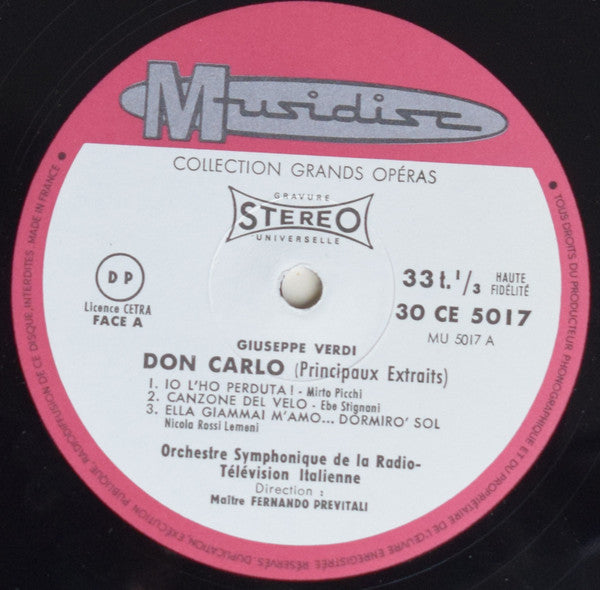 Musidisc
COLLECTION GRANDS OPÉRAS
GRAVURE
STEREO
UNIVERSELLE
DP
Licence CETRA
FACE A
33 t. 1/3
HAUTE
FIDÉLITÉ
30 CE 5017
MU 5017 A
GIUSEPPE VERDI
DON CARLO (Principaux Extraits)
1. IO L'HO PERDUTA! - Mirto Picchi
2. CANZONE DEL VELO - Ebe Stignani
3. ELLA GIAMMAI M'AMO... DORMIRO' SOL
Nicola Rossi Lemeni
Orchestre Symphonique de la Radio-
Télévision Italienne
Direction :
Maître FERNANDO PREVITALI
• TOUS DROITS DU PRODUCTEUR PHONOGRAPHIQUE ET DU PROPRIÉTAIRE DE L'ŒUVRE ENREGISTRÉE RÉSERVÉS. DUPLICATION, EXÉCUTION PUBLIQUE, RADIODIFFUSION DE CE DISQUE, INTERDITES. MADE IN FRANCE •